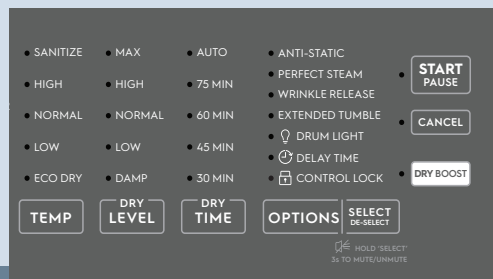 SANITIZE
HIGH
NORMAL
LOW
ECO DRY
TEMP
MAX
HIGH
NORMAL
LOW
DAMP
DRY
LEVEL
AUTO
75 MIN
60 MIN
45 MIN
30 MIN
DRY
TIME
ANTI-STATIC
PERFECT STEAM
WRINKLE RELEASE
EXTENDED TUMBLE
DRUM LIGHT
DELAY TIME
CONTROL LOCK
OPTIONS
SELECT
DE-SELECT
HOLD 'SELECT'
3s TO MUTE/UNMUTE
START
PAUSE
CANCEL
DRY BOOST